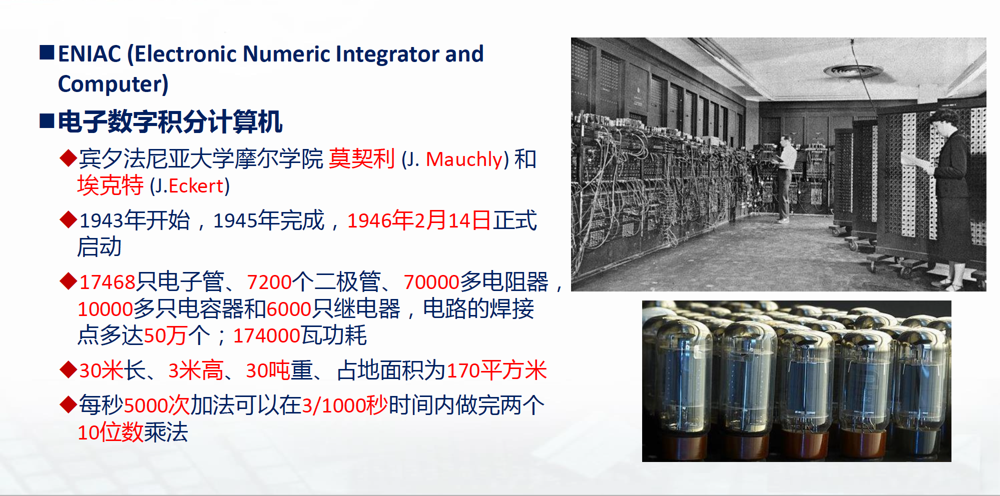 ■ENIAC (Electronic Numeric Integrator and
Computer)
■电子数字积分计算机
◆宾夕法尼亚大学摩尔学院 莫契利 (J. Mauchly) 和
埃克特 (J.Eckert)
◆1943年开始，1945年完成，1946年2月14日正式
启动
◆17468只电子管、7200个二极管、70000多电阻器，
10000多只电容器和6000只继电器，电路的焊接
点多达50万个；174000瓦功耗
◆30米长、3米高、30吨重、占地面积为170平方米
◆每秒5000次加法可以在3/1000秒时间内做完两个
10位数乘法